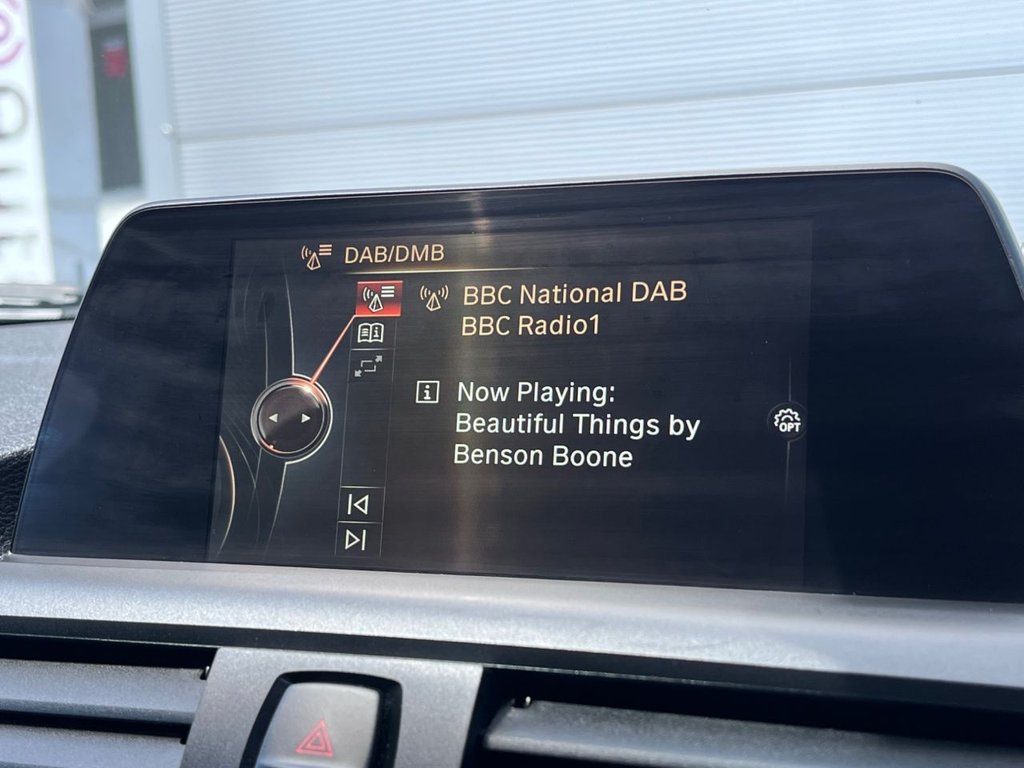 DAB/DMB
BBC National DAB
BBC Radio1
Now Playing:
Beautiful Things by
Benson Boone
OPT